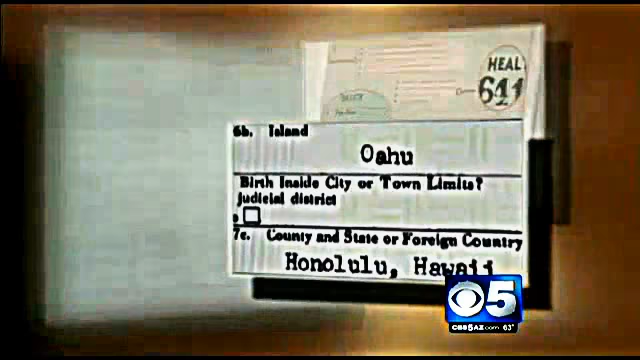 HEAL
641
6b. Island
Oahu
Birth Inside City or Town Limits?
Judicial district
7c. County and State or Foreign Country
Honolulu, Hawaii
5
CBS5AZ.com 63°